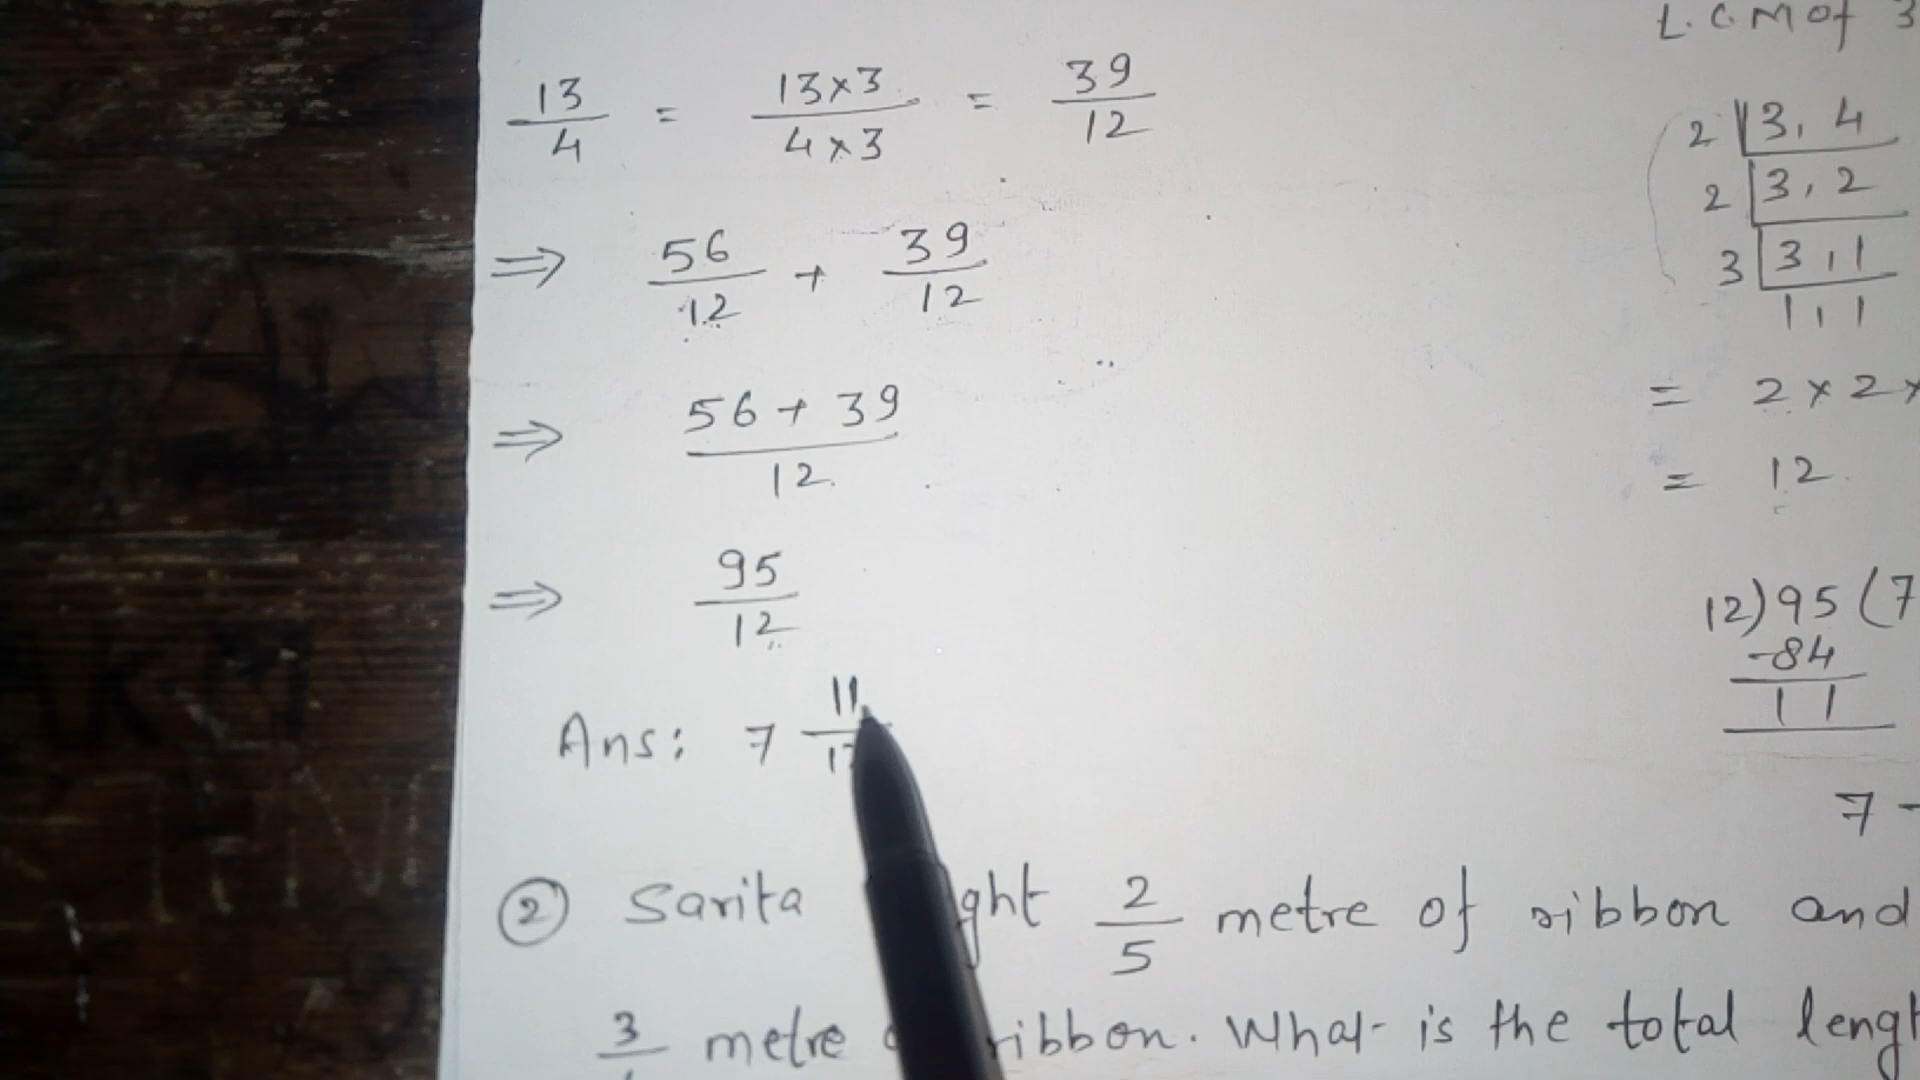 13/4 = 13×3/4×3 = 39/12
⇒ 56/12 + 39/12
⇒ 56 + 39/12
⇒ 95/12
Ans: 7 11/
② Sarita 2/5 metre of ribbon and
3/ metre ribbon. What is the total
L.C.M of 3
2 3, 4
2 3, 2
3 3, 1
1, 1
= 2 × 2 ×
= 12
12)95(7
-84
11
7